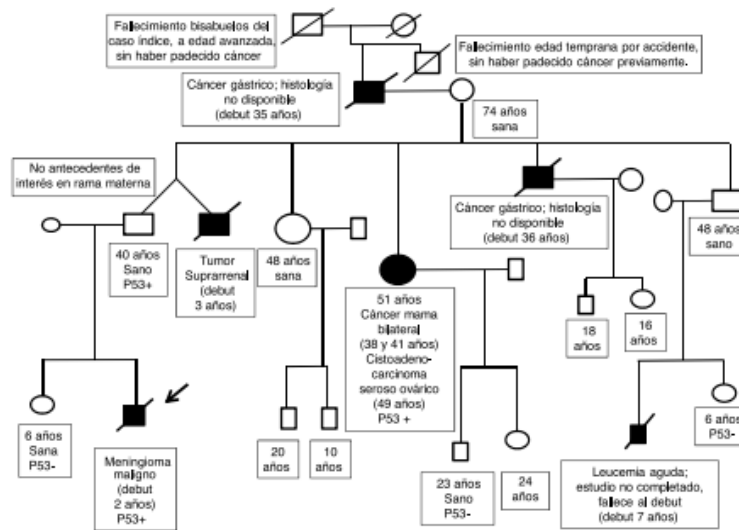 Fallecimiento bisabuelos del
caso índice, a edad avanzada,
sin haber padecido cáncer
Fallecimiento edad temprana por accidente,
sin haber padecido cáncer previamente.
Cáncer gástrico; histología
no disponible
(debut 35 años)
74 años
sana
No antecedentes de
interés en rama materna
40 años
Sano
P53+
Tumor
Suprarrenal
(debut
3 años)
48 años
sana
51 años
Cáncer mama
bilateral
(38 y 41 años)
Cistoadeno-
carcinoma
seroso ovárico
(49 años)
P53 +
Cáncer gástrico; histología
no disponible
(debut 36 años)
48 años
sano
18
años
16
años
6 años
Sana
P53-
Meningioma
maligno
(debut
2 años)
P53+
20
años
10
años
23 años
Sano
P53-
24
años
Leucemia aguda;
estudio no completado,
fallece al debut
(debut 7 años)
6 años
P53-